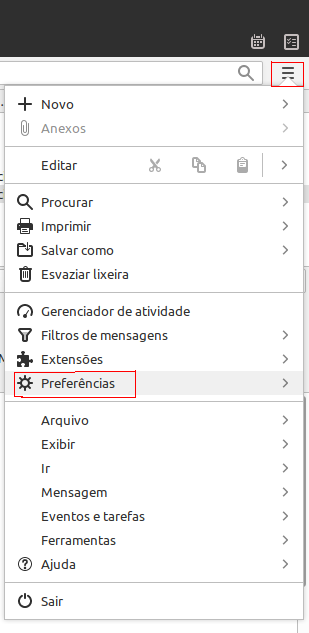 Novo
Anexos
Editar
Procurar
Imprimir
Salvar como
Esvaziar lixeira
Gerenciador de atividade
Filtros de mensagens
Extensões
Preferências
Arquivo
Exibir
Ir
Mensagem
Eventos e tarefas
Ferramentas
Ajuda
Sair